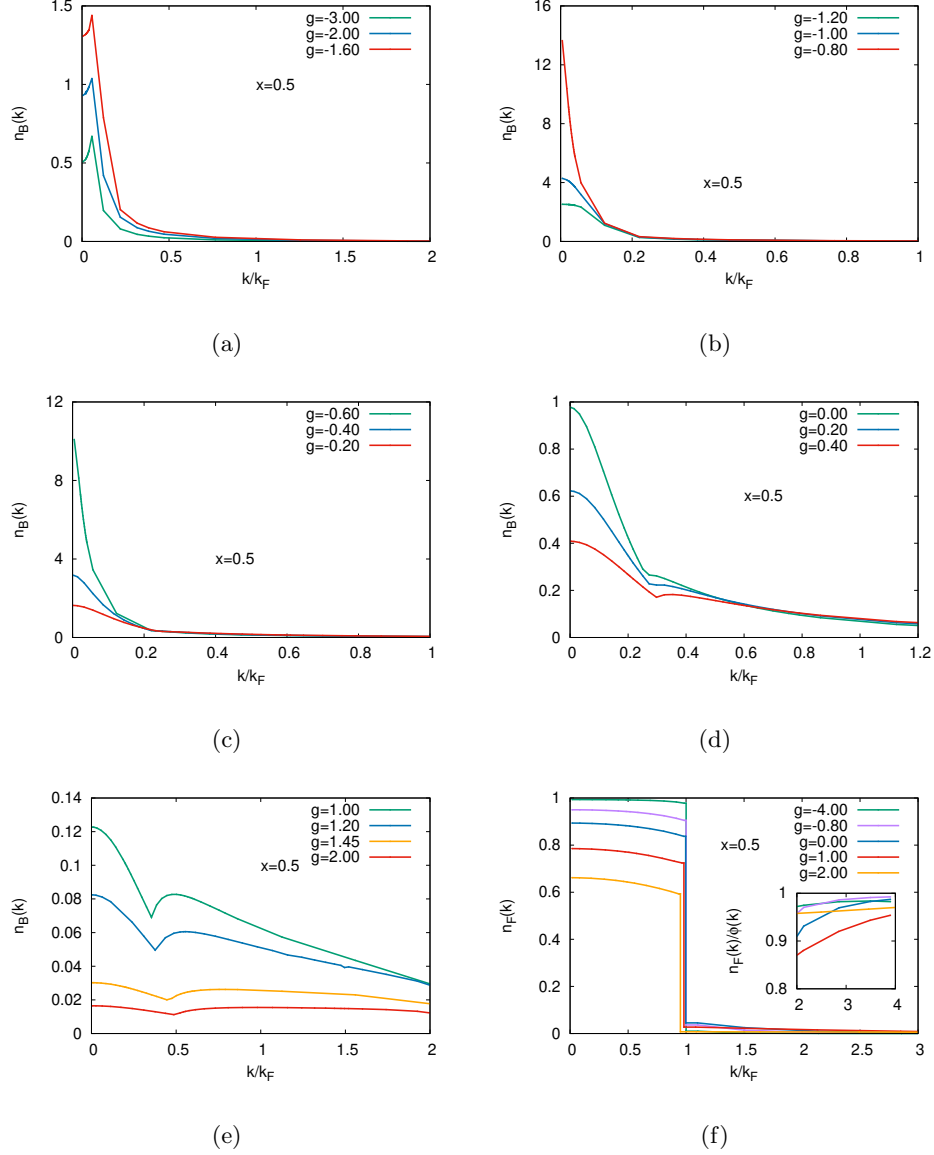 1.5
1
0.5
0
n_B(k)
g=-3.00
g=-2.00
g=-1.60
x=0.5
0 0.5 1 1.5 2
k/k_F
(a)
16
12
8
4
0
n_B(k)
g=-1.20
g=-1.00
g=-0.80
x=0.5
0 0.2 0.4 0.6 0.8 1
k/k_F
(b)
12
8
4
0
n_B(k)
g=-0.60
g=-0.40
g=-0.20
x=0.5
0 0.2 0.4 0.6 0.8 1
k/k_F
(c)
1
0.8
0.6
0.4
0.2
0
n_B(k)
g=0.00
g=0.20
g=0.40
x=0.5
0 0.2 0.4 0.6 0.8 1 1.2
k/k_F
(d)
0.14
0.12
0.1
0.08
0.06
0.04
0.02
0
n_B(k)
g=1.00
g=1.20
g=1.45
g=2.00
x=0.5
0 0.5 1 1.5 2
k/k_F
(e)
1
0.8
0.6
0.4
0.2
0
n_F(k)
g=-4.00
g=-0.80
g=0.00
g=1.00
g=2.00
x=0.5
1
0.9
0.8
n_F(k)/ϕ(k)
2 3 4
0 0.5 1 1.5 2 2.5 3
k/k_F
(f)